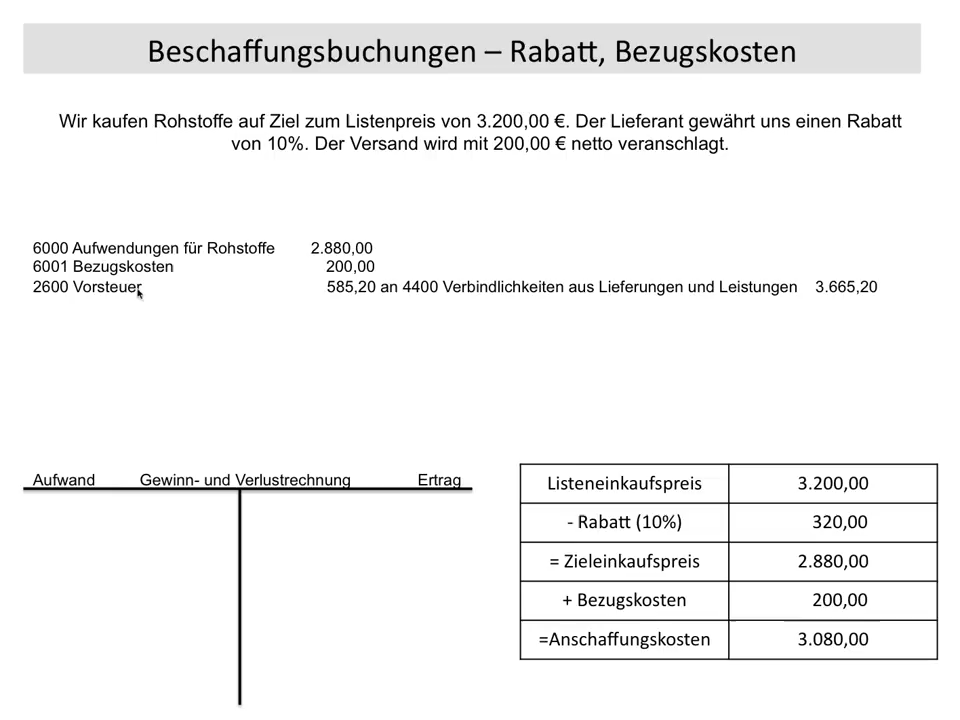 Beschaffungsbuchungen – Rabatt, Bezugskosten
Wir kaufen Rohstoffe auf Ziel zum Listenpreis von 3.200,00 €. Der Lieferant gewährt uns einen Rabatt
von 10%. Der Versand wird mit 200,00 € netto veranschlagt.
6000 Aufwendungen für Rohstoffe 2.880,00
6001 Bezugskosten 200,00
2600 Vorsteuer 585,20 an 4400 Verbindlichkeiten aus Lieferungen und Leistungen 3.665,20
Aufwand Gewinn- und Verlustrechnung Ertrag
Listeneinkaufspreis 3.200,00
- Rabatt (10%) 320,00
= Zieleinkaufspreis 2.880,00
+ Bezugskosten 200,00
=Anschaffungskosten 3.080,00